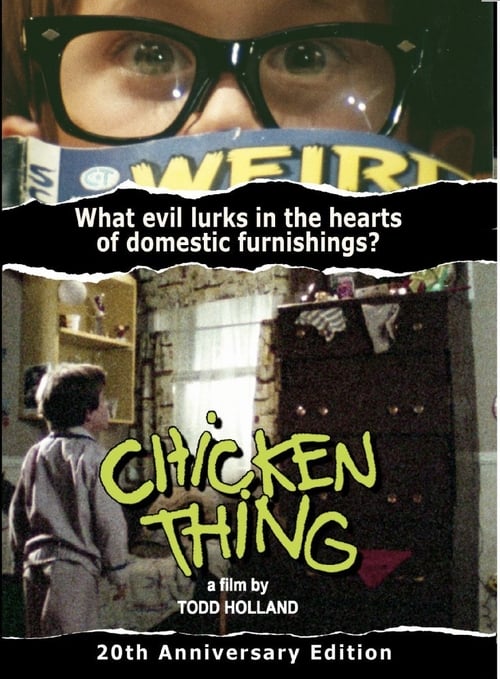 WEIRD
What evil lurks in the hearts
of domestic furnishings?
CHICKEN
THING
a film by
TODD HOLLAND
20th Anniversary Edition